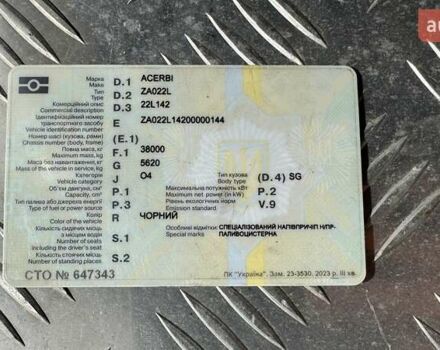 au
Марка
Make
D.1 ACERBI
Тип
Type
D.2 ZA022L
Комерційний опис
Commercial description
D.3 22L142
Ідентифікаційний номер
транспортного засобу
Vehicle identification number
E ZA022L14200000144
Номер шасі (кузова, рами)
Chassis number (body, frame)
(E.1)
Повна маса, кг
Maximum mass, kg
F.1 38000
Маса без навантаження, кг
Mass of the vehicle in service, kg
G 5620
Категорія
Vehicle category
J O4
Тип кузова
Body type
(D.4) SG
Об'єм двигуна, см³
Capacity, cm³
P.1
Максимальна потужність кВт
Maximum net power, kW
P.2
Тип палива або джерела енергії
Type of fuel or power source
P.3
Рівень екологічних норм
Emission standard
V.9
Колір
Color of the vehicle
R ЧОРНИЙ
Кількість сидячих місць
з місцем водія
Number of seats
Including the driver's seat
S.1
Особливі відмітки:
Special marks
СПЕЦІАЛІЗОВАНИЙ НАПІВПРИЧІП НПР-
ПАЛИВОЦИСТЕРНА
Кількість стоячих місць
Number of standing places
S.2
СТО № 647343
ПК "Україна", Зам. 23-3530, 2023 р. III кв.